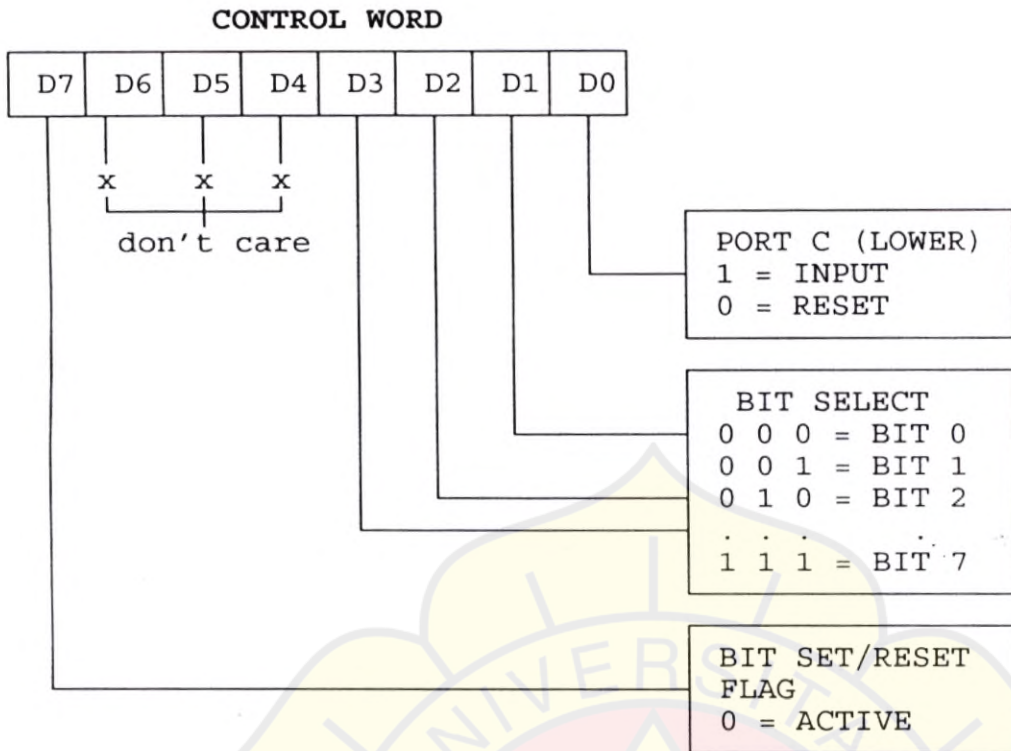 CONTROL WORD
D7 D6 D5 D4 D3 D2 D1 D0
x x x
don't care
PORT C (LOWER)
1 = INPUT
0 = RESET
BIT SELECT
0 0 0 = BIT 0
0 0 1 = BIT 1
0 1 0 = BIT 2
. . . .
1 1 1 = BIT 7
BIT SET/RESET
FLAG
0 = ACTIVE
NIVERSITA